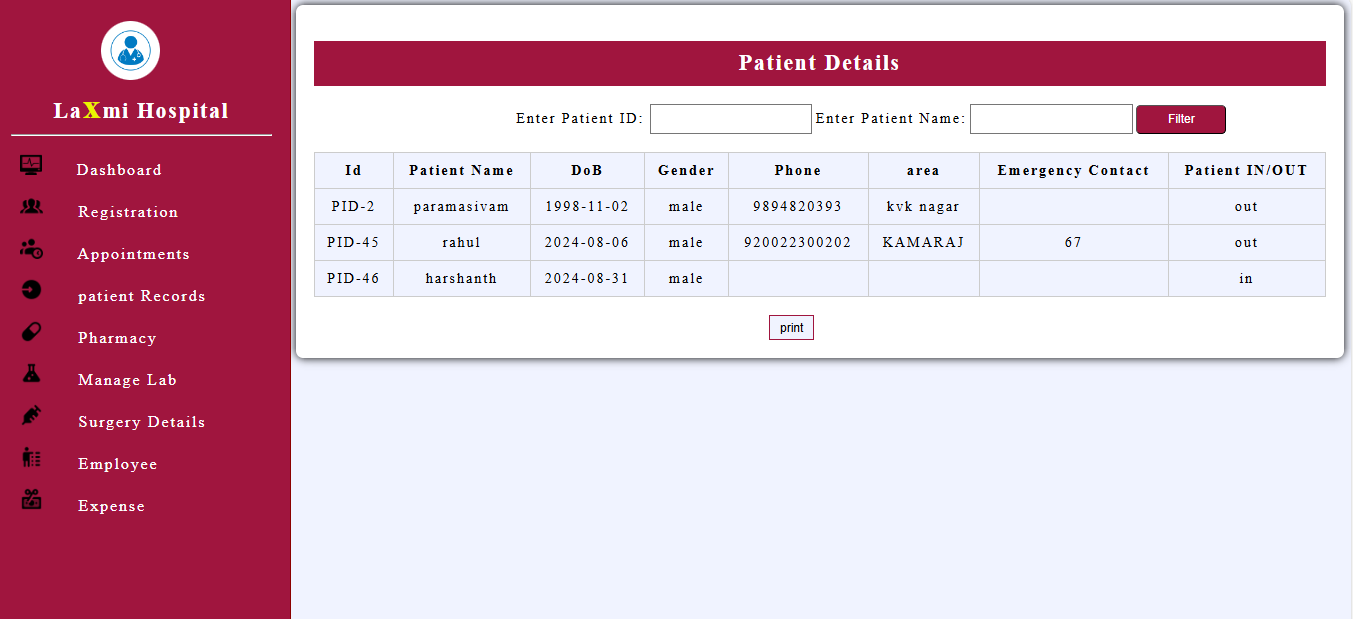 LaXmi Hospital
Dashboard
Registration
Appointments
patient Records
Pharmacy
Manage Lab
Surgery Details
Employee
Expense
Patient Details
Enter Patient ID: Enter Patient Name: Filter
Id Patient Name DoB Gender Phone area Emergency Contact Patient IN/OUT
PID-2 paramasivam 1998-11-02 male 9894820393 kvk nagar out
PID-45 rahul 2024-08-06 male 920022300202 KAMARAJ 67 out
PID-46 harshanth 2024-08-31 male in
print